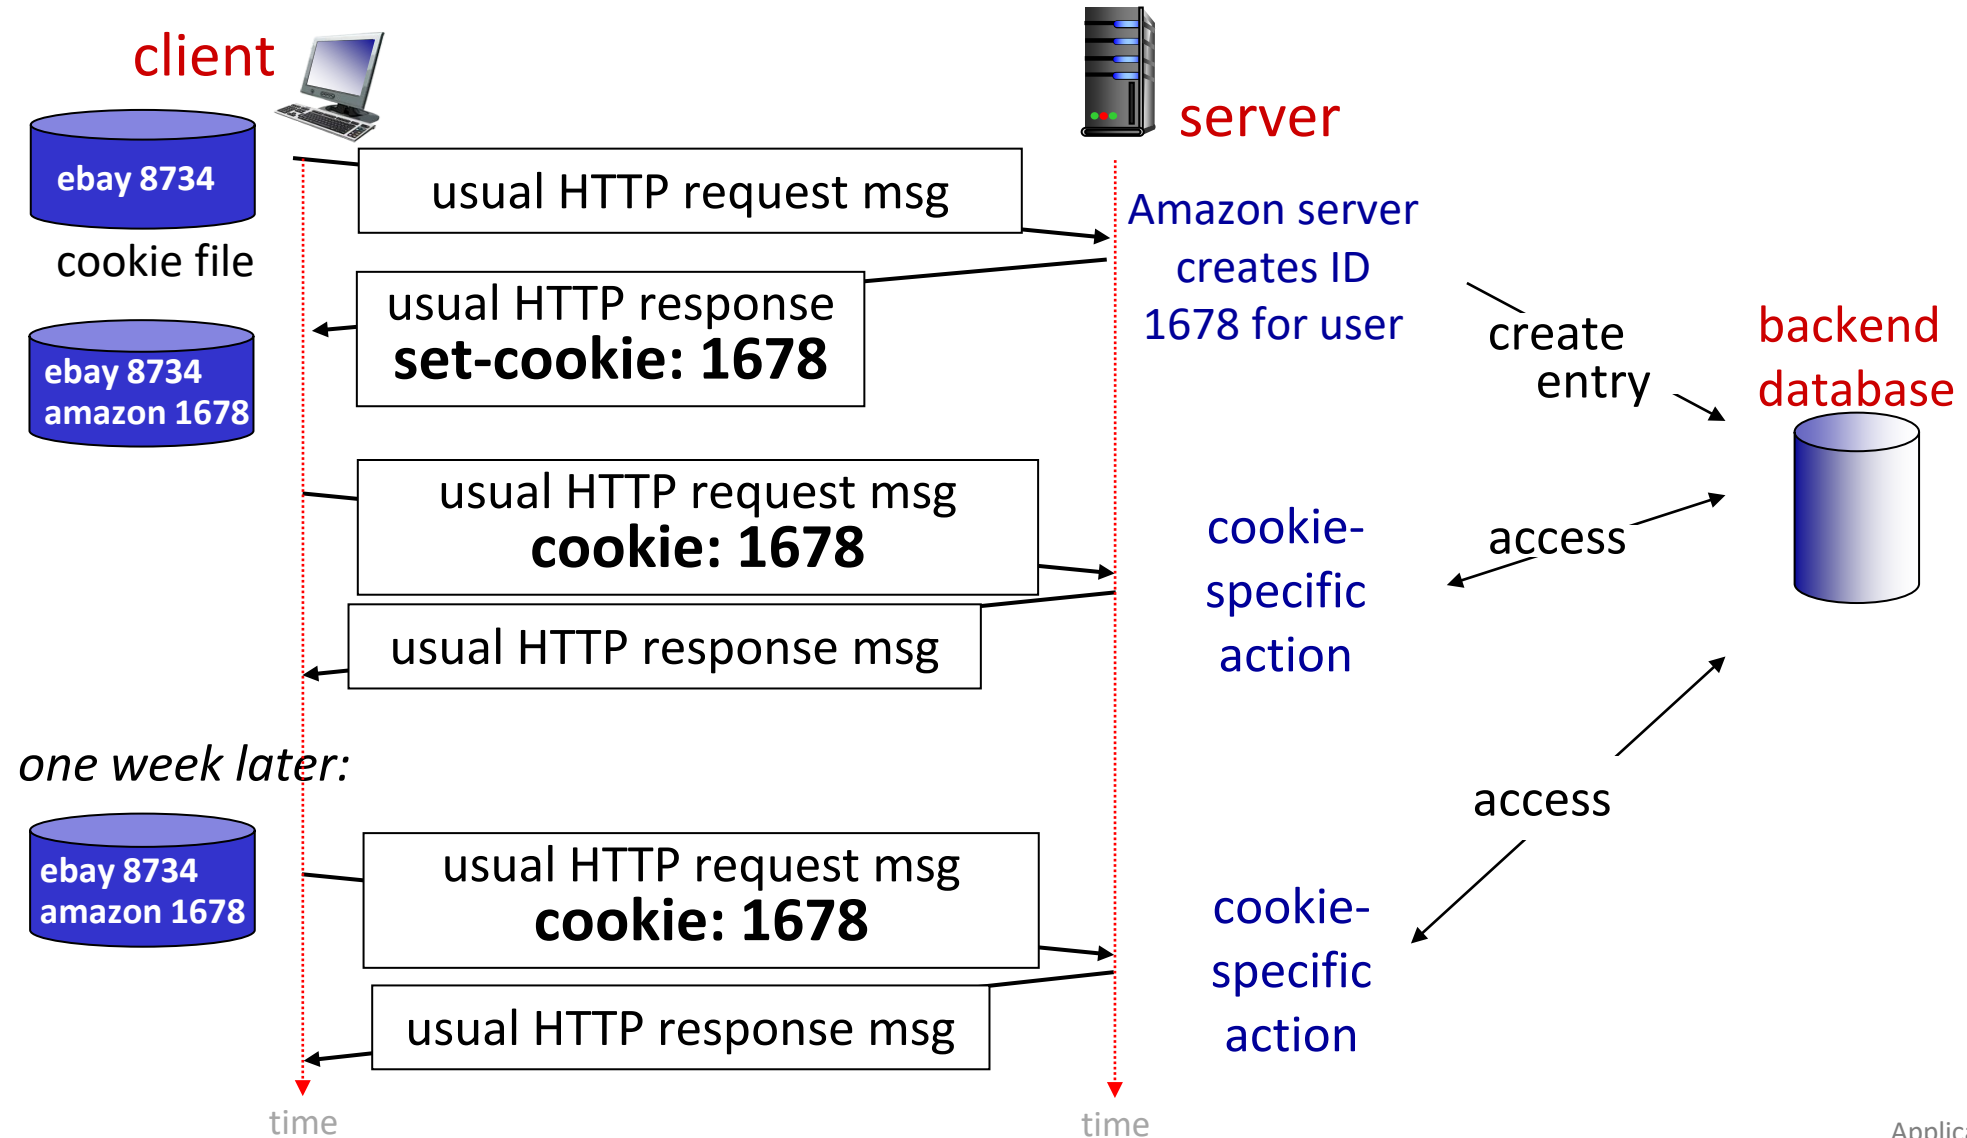 client
server
ebay 8734
cookie file
usual HTTP request msg
Amazon server
creates ID
1678 for user
usual HTTP response
set-cookie: 1678
ebay 8734
amazon 1678
create
entry
backend
database
usual HTTP request msg
cookie: 1678
cookie-
specific
action
access
usual HTTP response msg
one week later:
access
ebay 8734
amazon 1678
usual HTTP request msg
cookie: 1678
cookie-
specific
action
usual HTTP response msg
time
time